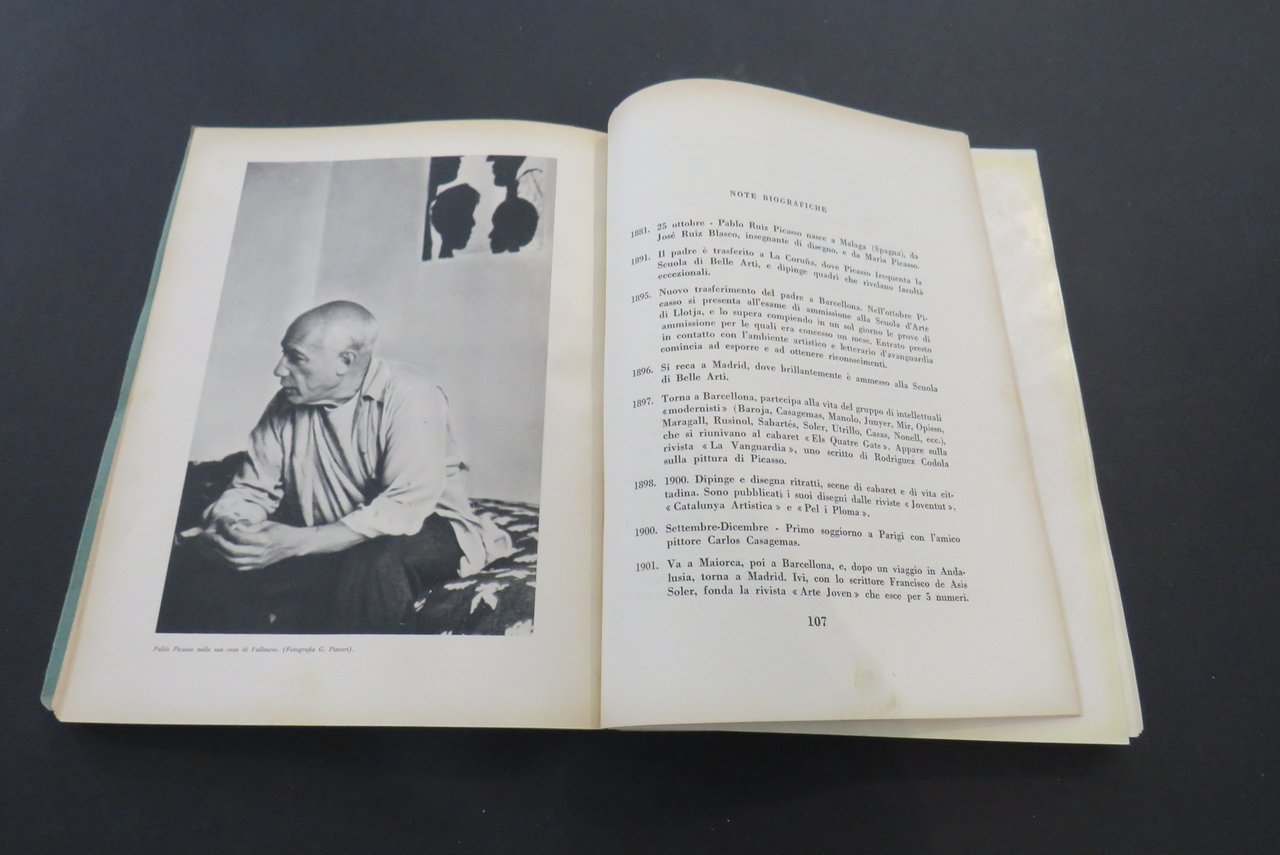 Pablo Picasso nella sua casa di Vallauris. (Fotografia G. Pintori).
NOTE BIOGRAFICHE
1881. 25 ottobre - Pablo Ruiz Picasso nasce a Malaga (Spagna), da
José Ruiz Blasco, insegnante di disegno, e da Maria Picasso.
1891. Il padre è trasferito a La Coruña, dove Picasso frequenta la
Scuola di Belle Arti, e dipinge quadri che rivelano facoltà
eccezionali.
1895. Nuovo trasferimento del padre a Barcellona. Nell'ottobre Pi-
casso si presenta all'esame di ammissione alla Scuola d'Arte
di Llotja, e lo supera compiendo in un sol giorno le prove di
ammissione per le quali era concesso un mese. Entrato presto
in contatto con l'ambiente artistico e letterario d'avanguardia
comincia ad esporre e ad ottenere riconoscimenti.
1896. Si reca a Madrid, dove brillantemente è ammesso alla Scuola
di Belle Arti.
1897. Torna a Barcellona, partecipa alla vita del gruppo di intellettuali
«modernisti» (Baroja, Casagemas, Manolo, Junyer, Mir, Opisso,
Maragall, Rusinol, Sabartés, Soler, Utrillo, Casas, Nonell, ecc.),
che si riunivano al cabaret «Els Quatre Gats». Appare sulla
rivista «La Vanguardia», uno scritto di Rodriguez Codola
sulla pittura di Picasso.
1898. 1900. Dipinge e disegna ritratti, scene di cabaret e di vita cit-
tadina. Sono pubblicati i suoi disegni dalle riviste «Joventut».
«Catalunya Artistica» e «Pel i Ploma».
1900. Settembre-Dicembre - Primo soggiorno a Parigi con l'amico
pittore Carlos Casagemas.
1901. Va a Maiorca, poi a Barcellona, e, dopo un viaggio in Anda-
lusia, torna a Madrid. Ivi, con lo scrittore Francisco de Asis
Soler, fonda la rivista «Arte Joven» che esce per 5 numeri.
107